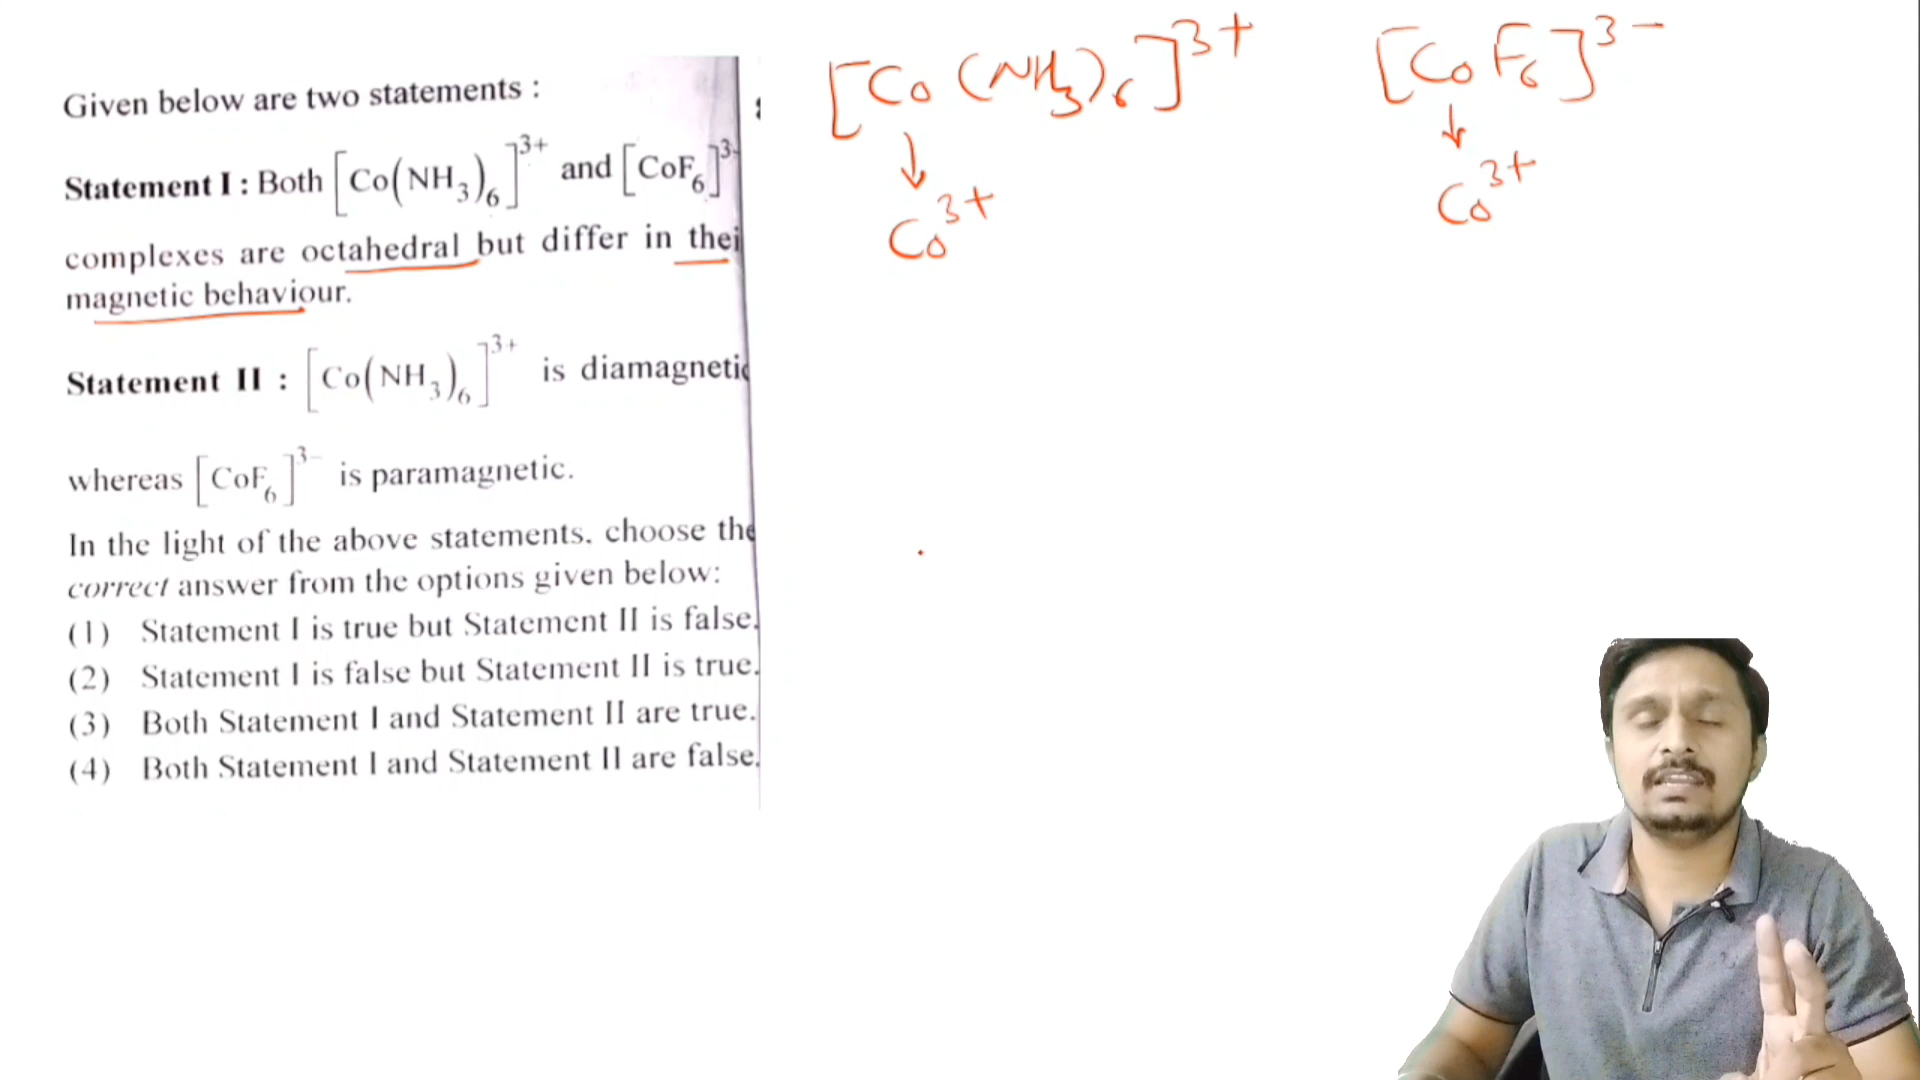 Given below are two statements :
Statement I : Both [Co(NH₃)₆]³⁺ and [CoF₆]³⁻
complexes are octahedral but differ in thei
magnetic behaviour.
Statement II : [Co(NH₃)₆]³⁺ is diamagnetic
whereas [CoF₆]³⁻ is paramagnetic.
In the light of the above statements, choose the
correct answer from the options given below:
(1) Statement I is true but Statement II is false.
(2) Statement I is false but Statement II is true.
(3) Both Statement I and Statement II are true.
(4) Both Statement I and Statement II are false.
[Co(NH₃)₆]³⁺
↓
Co³⁺
[CoF₆]³⁻
↓
Co³⁺